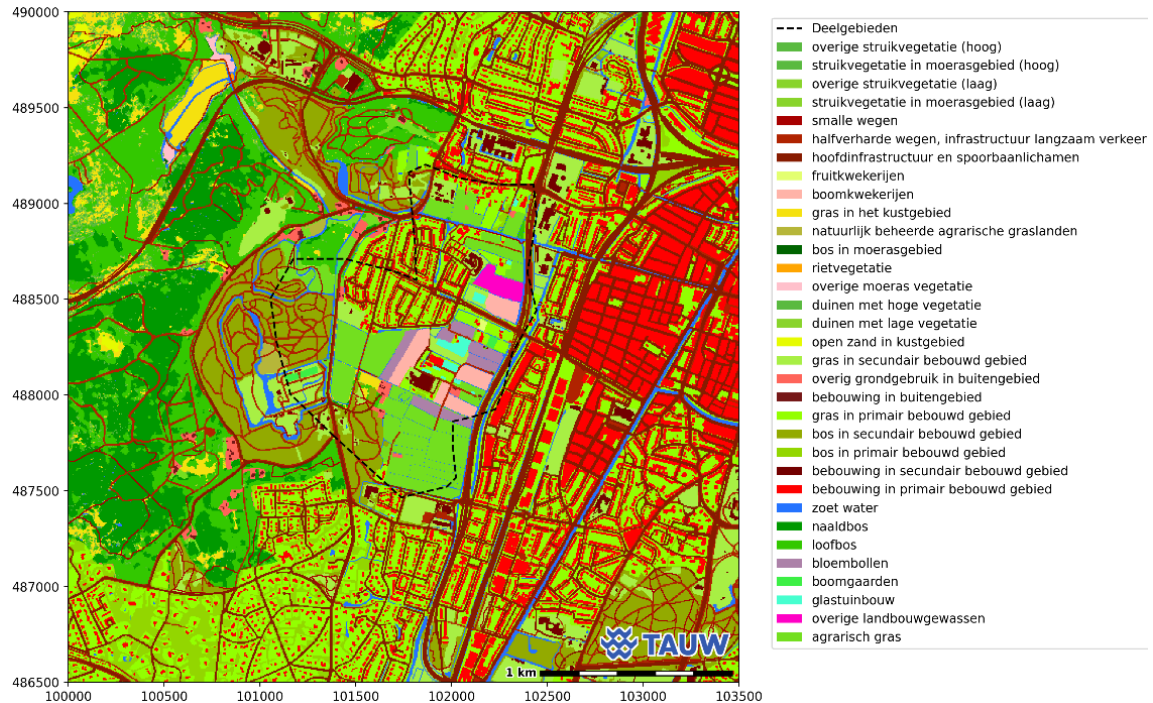 490000
489500
489000
488500
488000
487500
487000
486500
100000
100500
101000
101500
102000
102500
103000
103500
TAUW
1 km
Deelgebieden
overige struikvegetatie (hoog)
struikvegetatie in moerasgebied (hoog)
overige struikvegetatie (laag)
struikvegetatie in moerasgebied (laag)
smalle wegen
halfverharde wegen, infrastructuur langzaam verkeer
hoofdinfrastructuur en spoorbaanlichamen
fruitkwekerijen
boomkwekerijen
gras in het kustgebied
natuurlijk beheerde agrarische graslanden
bos in moerasgebied
rietvegetatie
overige moeras vegetatie
duinen met hoge vegetatie
duinen met lage vegetatie
open zand in kustgebied
gras in secundair bebouwd gebied
overig grondgebruik in buitengebied
bebouwing in buitengebied
gras in primair bebouwd gebied
bos in secundair bebouwd gebied
bos in primair bebouwd gebied
bebouwing in secundair bebouwd gebied
bebouwing in primair bebouwd gebied
zoet water
naaldbos
loofbos
bloembollen
boomgaarden
glastuinbouw
overige landbouwgewassen
agrarisch gras